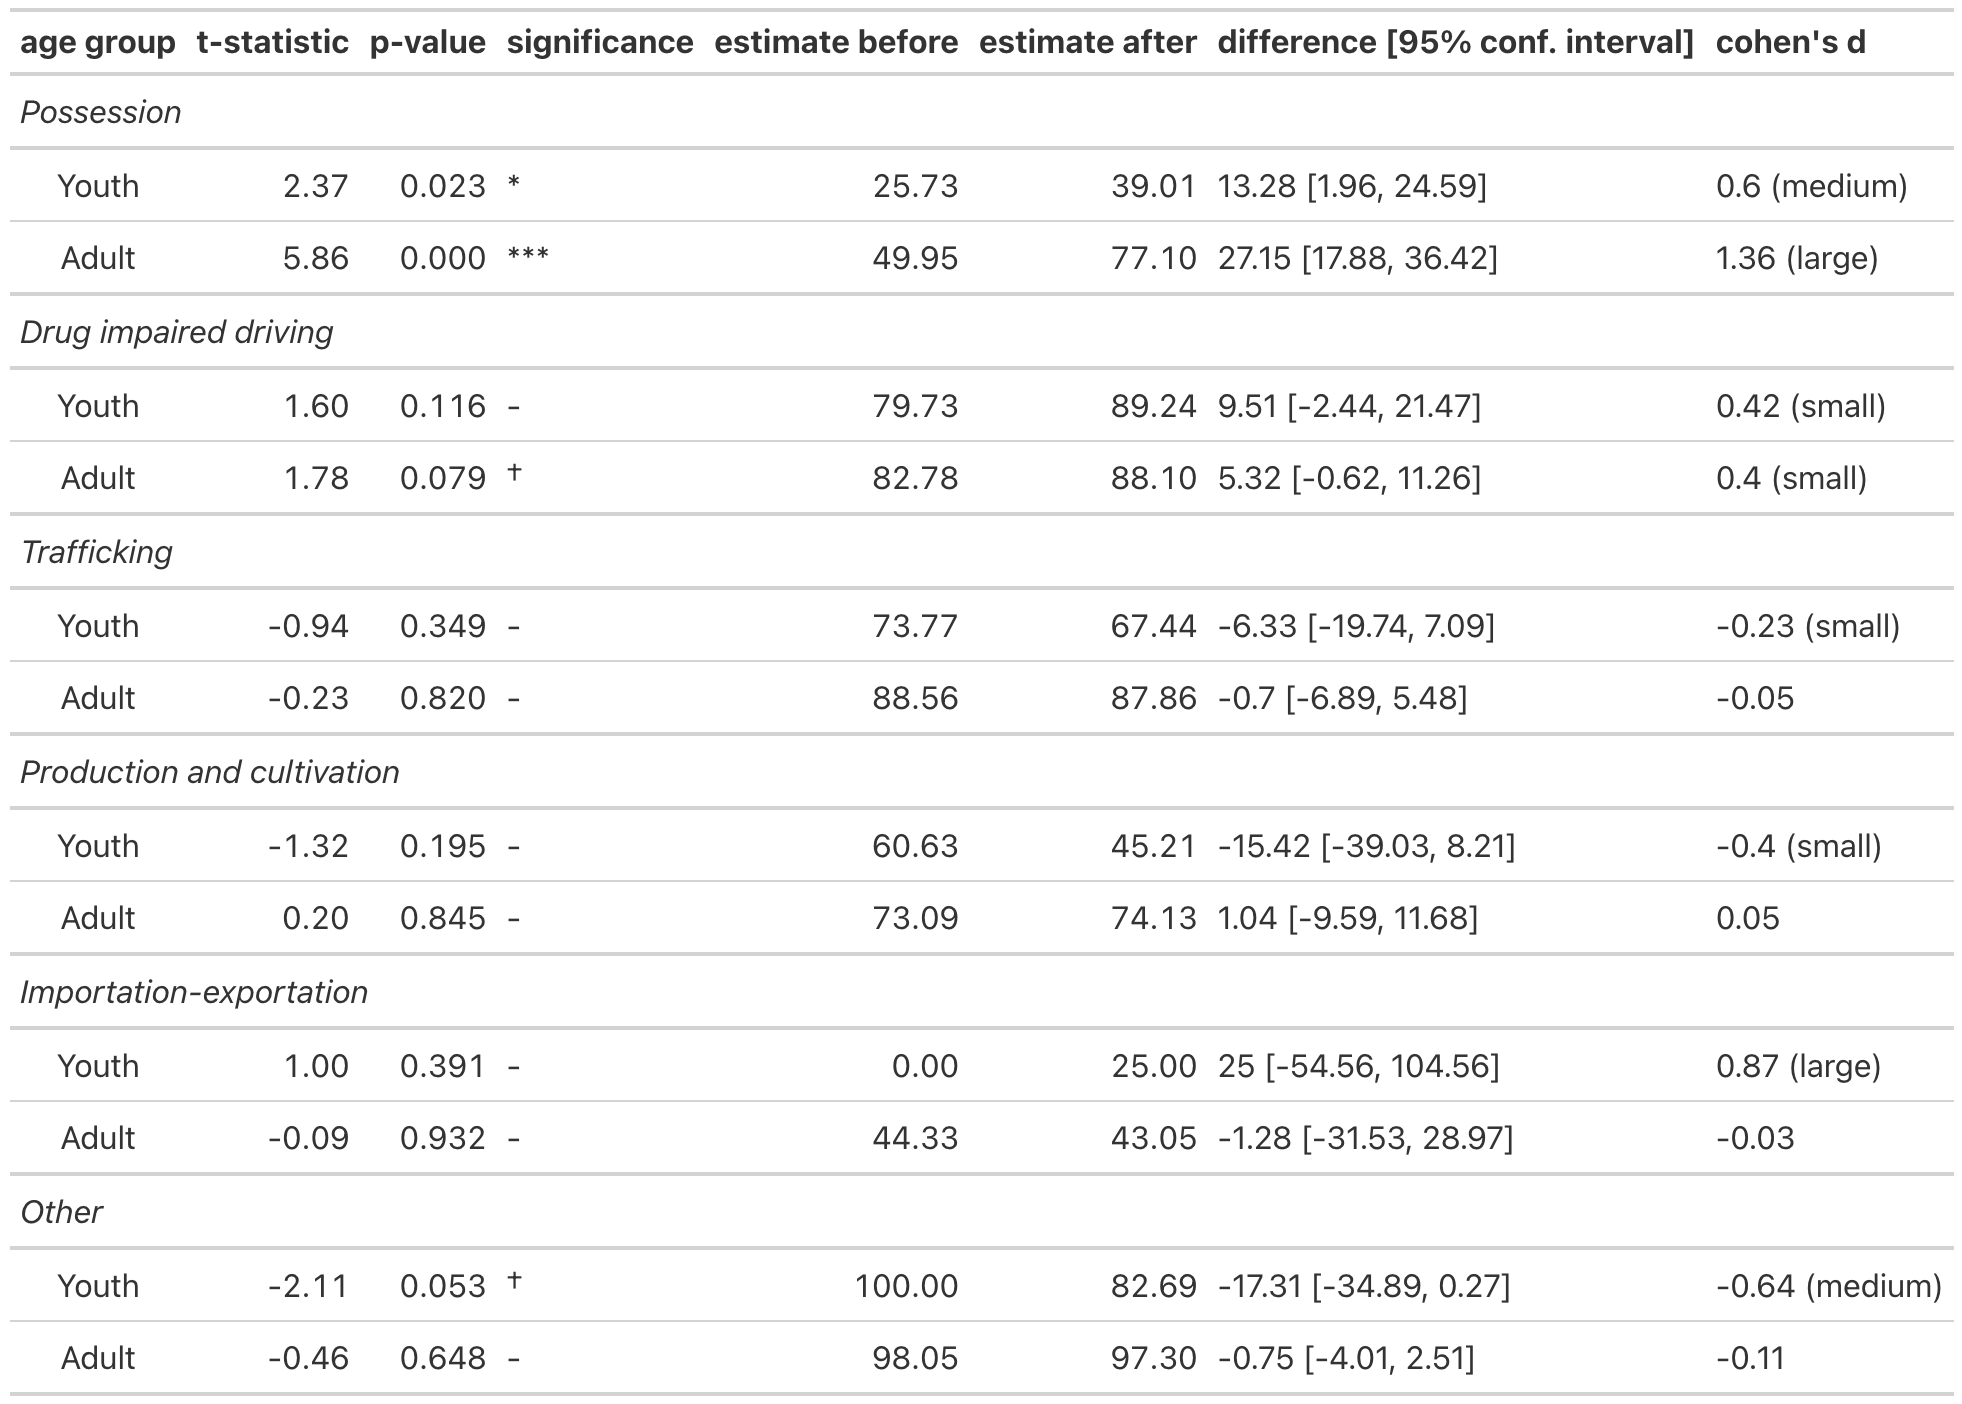 age group t-statistic p-value significance estimate before estimate after difference [95% conf. interval] cohen's d
Possession
Youth 2.37 0.023 * 25.73 39.01 13.28 [1.96, 24.59] 0.6 (medium)
Adult 5.86 0.000 *** 49.95 77.10 27.15 [17.88, 36.42] 1.36 (large)
Drug impaired driving
Youth 1.60 0.116 - 79.73 89.24 9.51 [-2.44, 21.47] 0.42 (small)
Adult 1.78 0.079 † 82.78 88.10 5.32 [-0.62, 11.26] 0.4 (small)
Trafficking
Youth -0.94 0.349 - 73.77 67.44 -6.33 [-19.74, 7.09] -0.23 (small)
Adult -0.23 0.820 - 88.56 87.86 -0.7 [-6.89, 5.48] -0.05
Production and cultivation
Youth -1.32 0.195 - 60.63 45.21 -15.42 [-39.03, 8.21] -0.4 (small)
Adult 0.20 0.845 - 73.09 74.13 1.04 [-9.59, 11.68] 0.05
Importation-exportation
Youth 1.00 0.391 - 0.00 25.00 25 [-54.56, 104.56] 0.87 (large)
Adult -0.09 0.932 - 44.33 43.05 -1.28 [-31.53, 28.97] -0.03
Other
Youth -2.11 0.053 † 100.00 82.69 -17.31 [-34.89, 0.27] -0.64 (medium)
Adult -0.46 0.648 - 98.05 97.30 -0.75 [-4.01, 2.51] -0.11